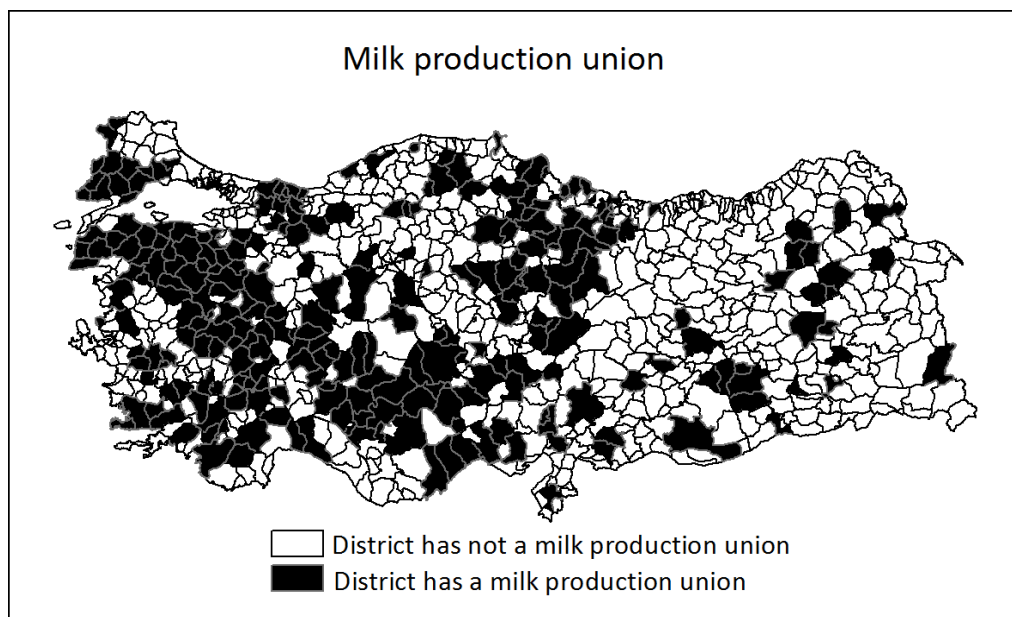 Milk production union
District has not a milk production union
District has a milk production union